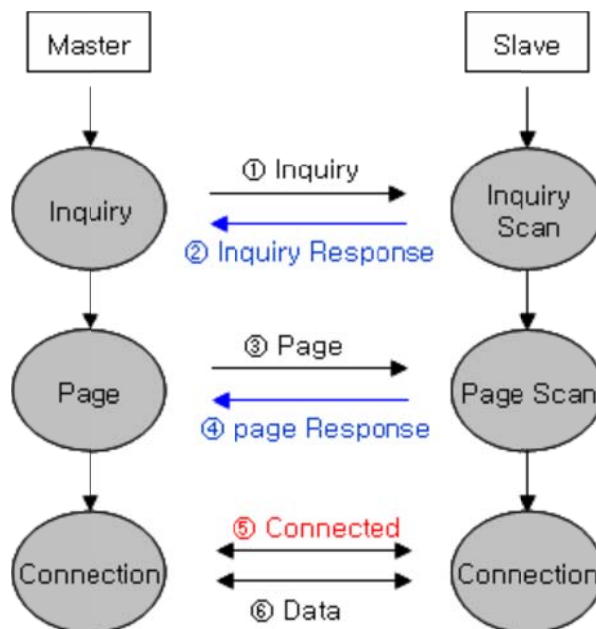 Master
Slave
① Inquiry
Inquiry
Inquiry
Scan
② Inquiry Response
③ Page
Page
Page Scan
④ page Response
⑤ Connected
Connection
Connection
⑥ Data